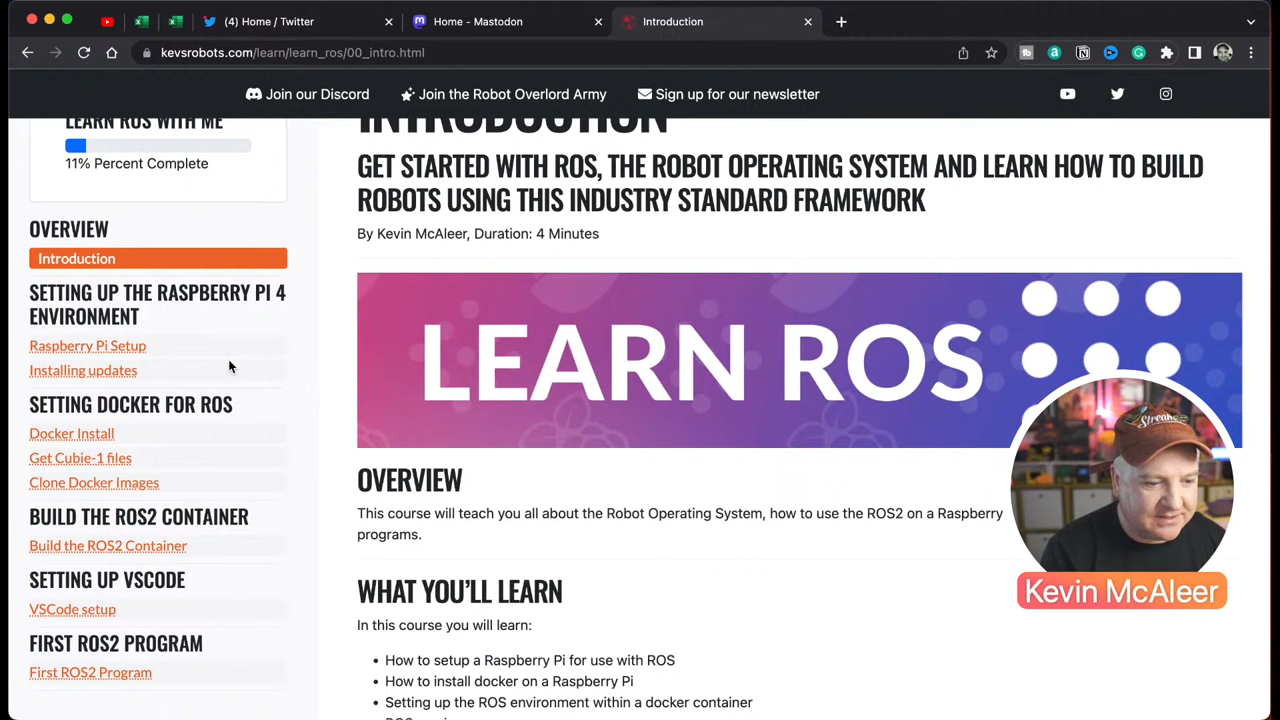 (4) Home / Twitter
Home - Mastodon
Introduction
kevsrobots.com/learn/learn_ros/00_intro.html
Join our Discord
Join the Robot Overlord Army
Sign up for our newsletter
LEARN ROS WITH ME
11% Percent Complete
OVERVIEW
Introduction
SETTING UP THE RASPBERRY PI 4
ENVIRONMENT
Raspberry Pi Setup
Installing updates
SETTING DOCKER FOR ROS
Docker Install
Get Cubie-1 files
Clone Docker Images
BUILD THE ROS2 CONTAINER
Build the ROS2 Container
SETTING UP VSCODE
VSCode setup
FIRST ROS2 PROGRAM
First ROS2 Program
INTRODUCTION
GET STARTED WITH ROS, THE ROBOT OPERATING SYSTEM AND LEARN HOW TO BUILD
ROBOTS USING THIS INDUSTRY STANDARD FRAMEWORK
By Kevin McAleer, Duration: 4 Minutes
LEARN ROS
OVERVIEW
This course will teach you all about the Robot Operating System, how to use the ROS2 on a Raspberry
programs.
WHAT YOU'LL LEARN
In this course you will learn:
• How to setup a Raspberry Pi for use with ROS
• How to install docker on a Raspberry Pi
• Setting up the ROS environment within a docker container
Streaks
Kevin McAleer